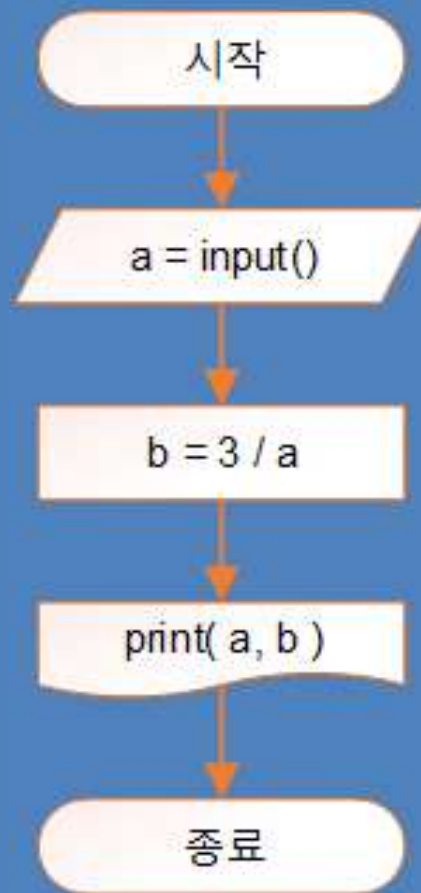 시작
a = input()
b = 3 / a
print( a, b )
종료